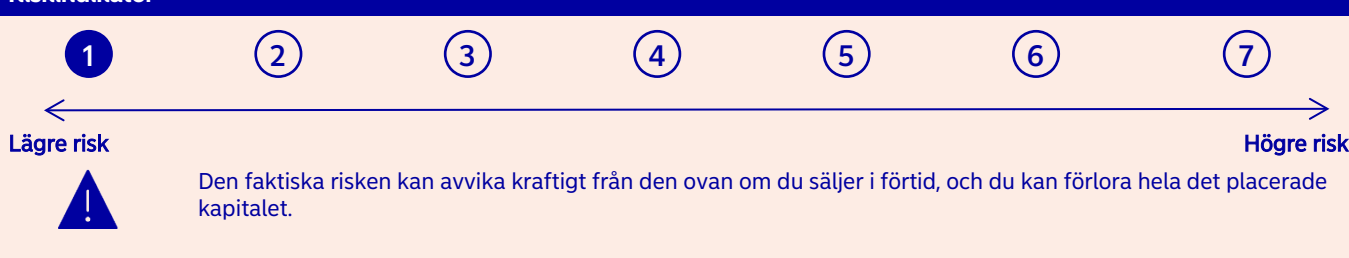 Riskindikator
1 2 3 4 5 6 7
Lägre risk Högre risk
Den faktiska risken kan avvika kraftigt från den ovan om du säljer i förtid, och du kan förlora hela det placerade
kapitalet.